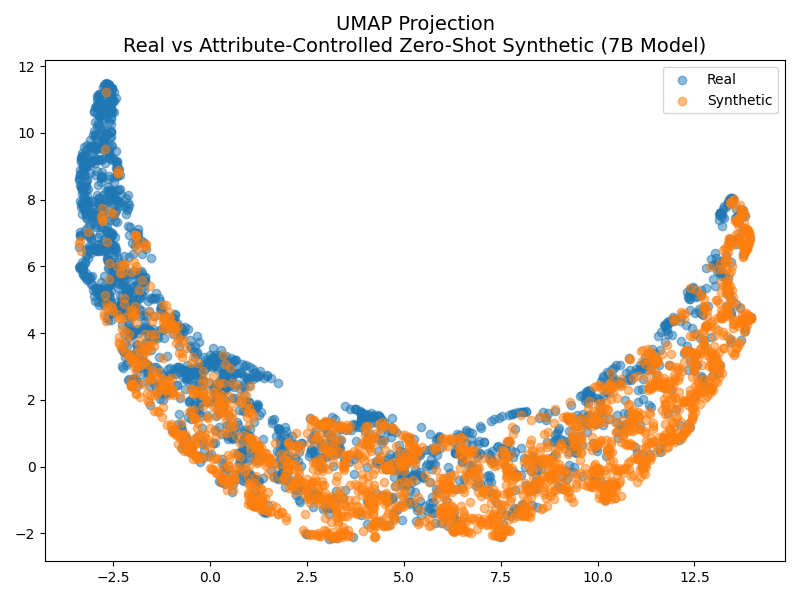 UMAP Projection
Real vs Attribute-Controlled Zero-Shot Synthetic (7B Model)
Real
Synthetic
12
10
8
6
4
2
0
−2
−2.5 0.0 2.5 5.0 7.5 10.0 12.5